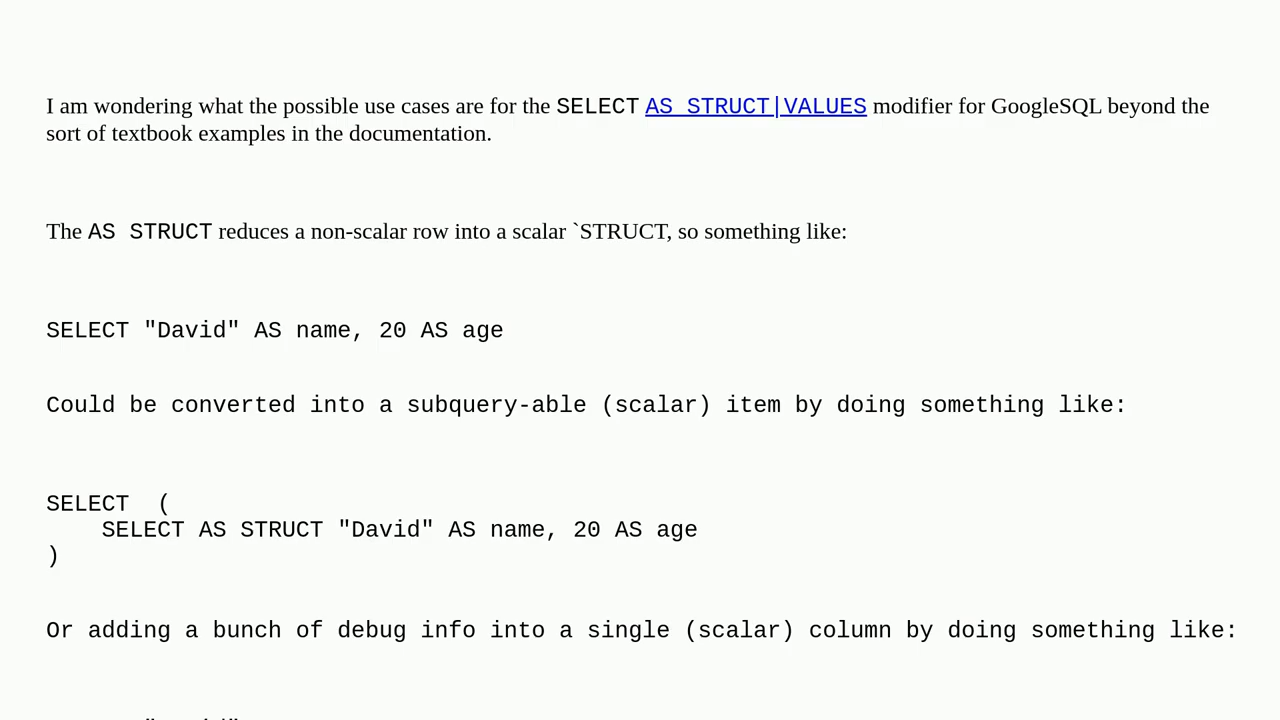 I am wondering what the possible use cases are for the SELECT AS STRUCT|VALUES modifier for GoogleSQL beyond the
sort of textbook examples in the documentation.
The AS STRUCT reduces a non-scalar row into a scalar `STRUCT, so something like:
SELECT "David" AS name, 20 AS age
Could be converted into a subquery-able (scalar) item by doing something like:
SELECT  (
    SELECT AS STRUCT "David" AS name, 20 AS age
)
Or adding a bunch of debug info into a single (scalar) column by doing something like: